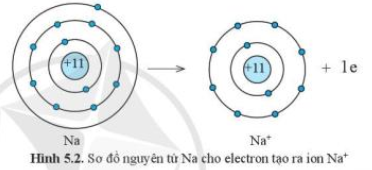 +11 +11 + 1e
Na Na⁺
Hình 5.2. Sơ đồ nguyên tử Na cho electron tạo ra ion Na⁺